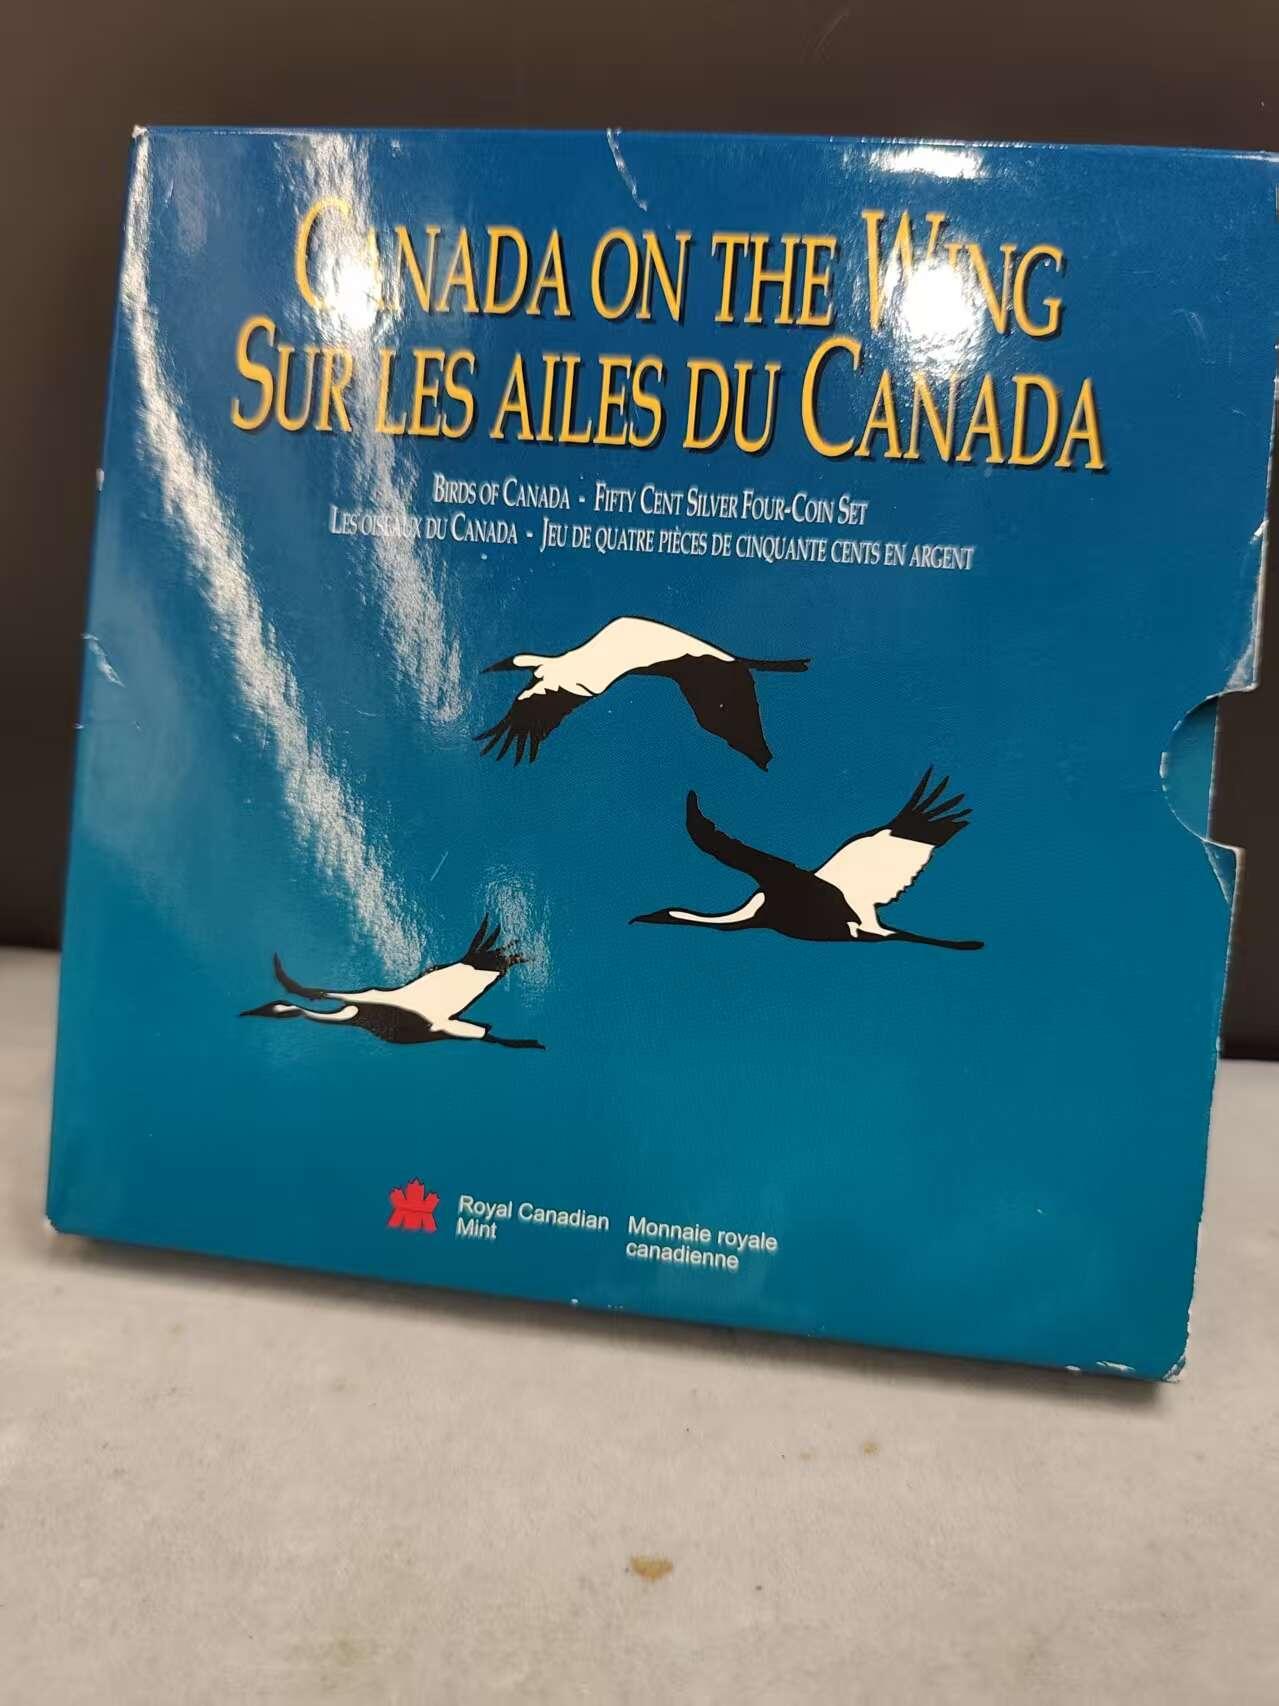 CANADA ON THE WING
SUR LES AILES DU CANADA
BIRDS OF CANADA - FIFTY CENT SILVER FOUR-COIN SET
LES OISEAUX DU CANADA - JEU DE QUATRE PIÈCES DE CINQUANTE CENTS EN ARGENT
Royal Canadian Monnaie royale
Mint canadienne